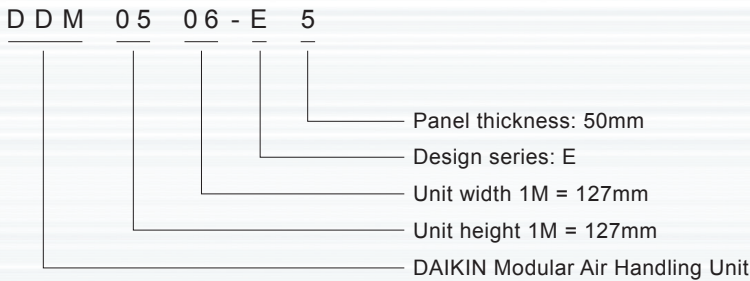 DDM 05 06-E 5
Panel thickness: 50mm
Design series: E
Unit width 1M = 127mm
Unit height 1M = 127mm
DAIKIN Modular Air Handling Unit